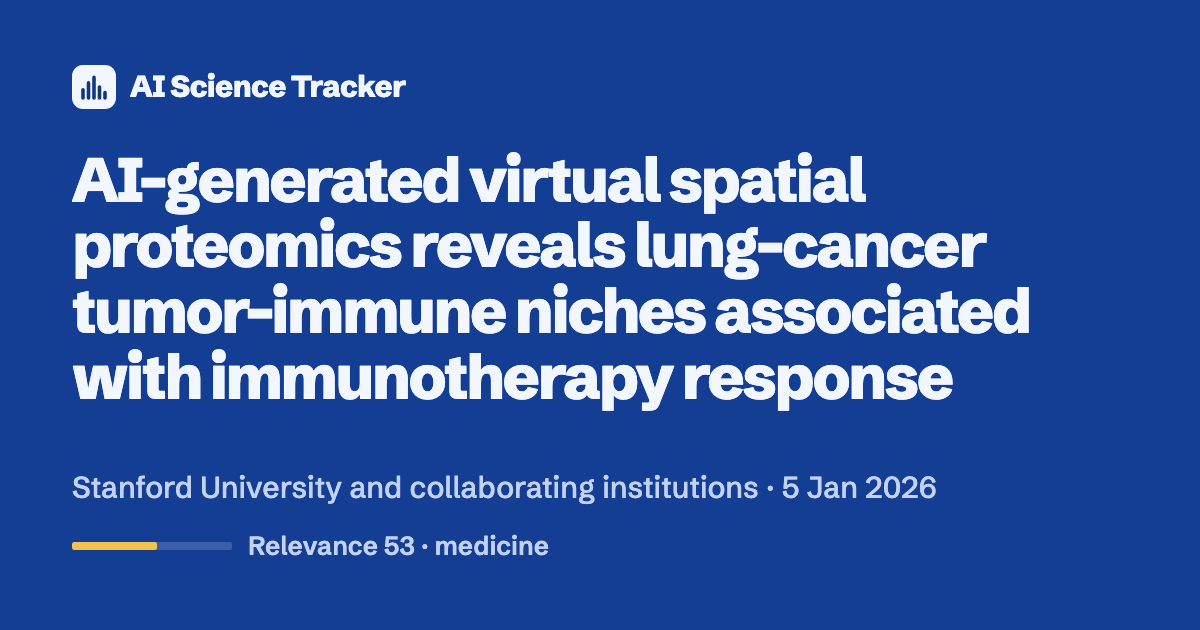 AI Science Tracker
AI-generated virtual spatial
proteomics reveals lung-cancer
tumor-immune niches associated
with immunotherapy response
Stanford University and collaborating institutions · 5 Jan 2026
Relevance 53 · medicine